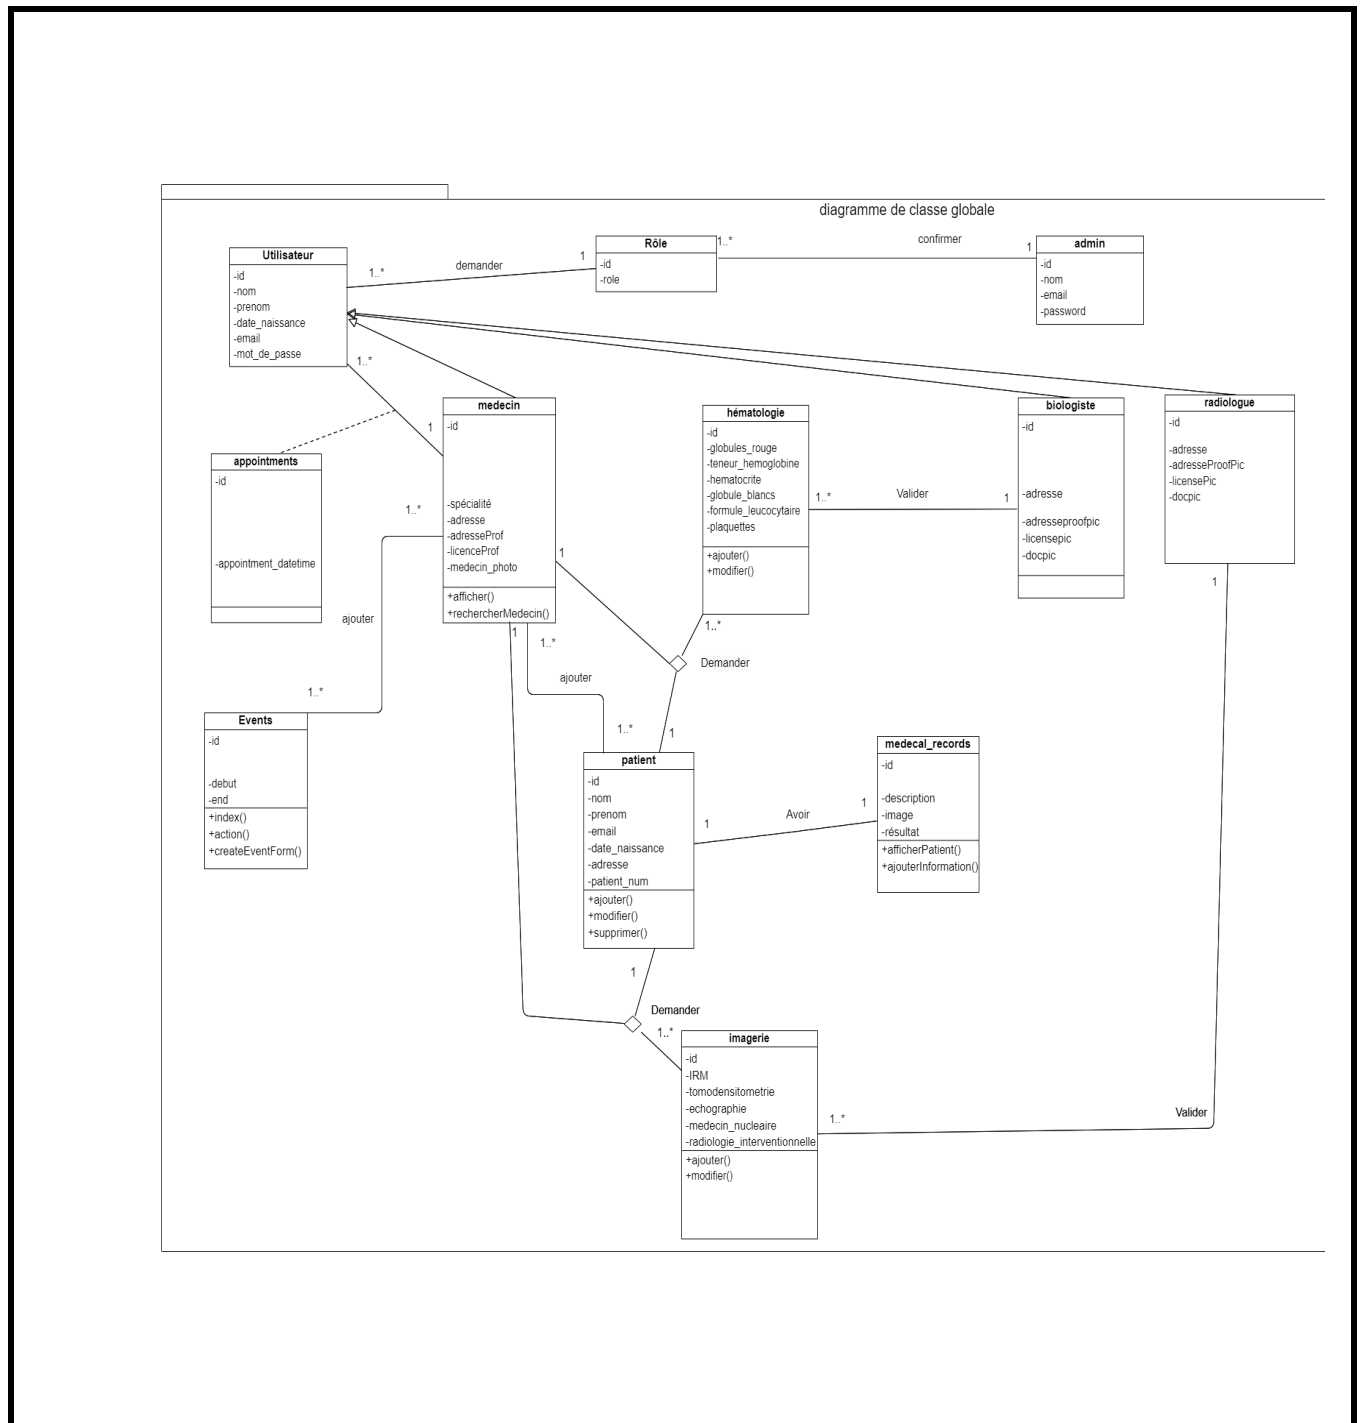 diagramme de classe globale
Utilisateur
-id
-nom
-prenom
-date_naissance
-email
-mot_de_passe
1..*
demander
1
Rôle
-id
-role
1..*
confirmer
1
admin
-id
-nom
-email
-password
1..*
1
appointments
-id
-appointment_datetime
medecin
-id
-spécialité
-adresse
-adresseProf
-licenceProf
-medecin_photo
+afficher()
+rechercherMedecin()
hématologie
-id
-globules_rouge
-teneur_hemoglobine
-hematocrite
-globule_blancs
-formule_leucocytaire
-plaquettes
+ajouter()
+modifier()
1..*
Valider
1
biologiste
-id
-adresse
-adresseproofpic
-licensepic
-docpic
radiologue
-id
-adresse
-adresseProofPic
-licensePic
-docpic
1
1..*
ajouter
1..*
1
1..*
Demander
1
1
1..*
ajouter
1..*
Events
-id
-debut
-end
+index()
+action()
+createEventForm()
patient
-id
-nom
-prenom
-email
-date_naissance
-adresse
-patient_num
+ajouter()
+modifier()
+supprimer()
1
Avoir
1
medecal_records
-id
-description
-image
-résultat
+afficherPatient()
+ajouterInformation()
1
Demander
1..*
imagerie
-id
-IRM
-tomodensitometrie
-echographie
-medecin_nucleaire
-radiologie_interventionnelle
+ajouter()
+modifier()
1..*
Valider